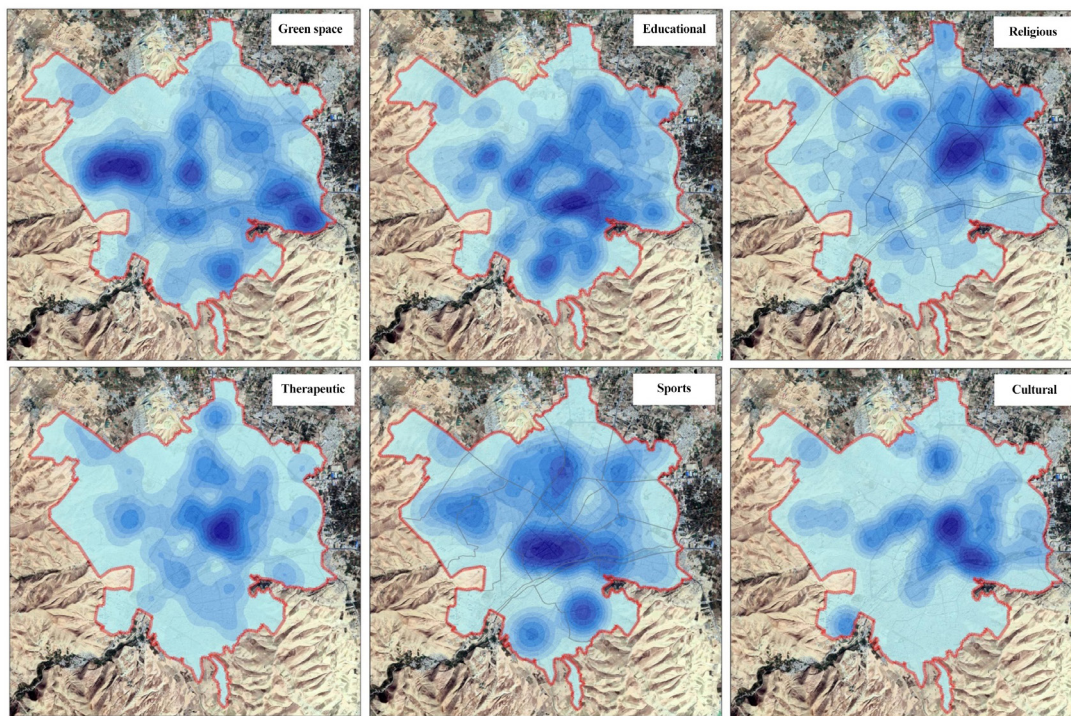 Green space
Educational
Religious
Therapeutic
Sports
Cultural